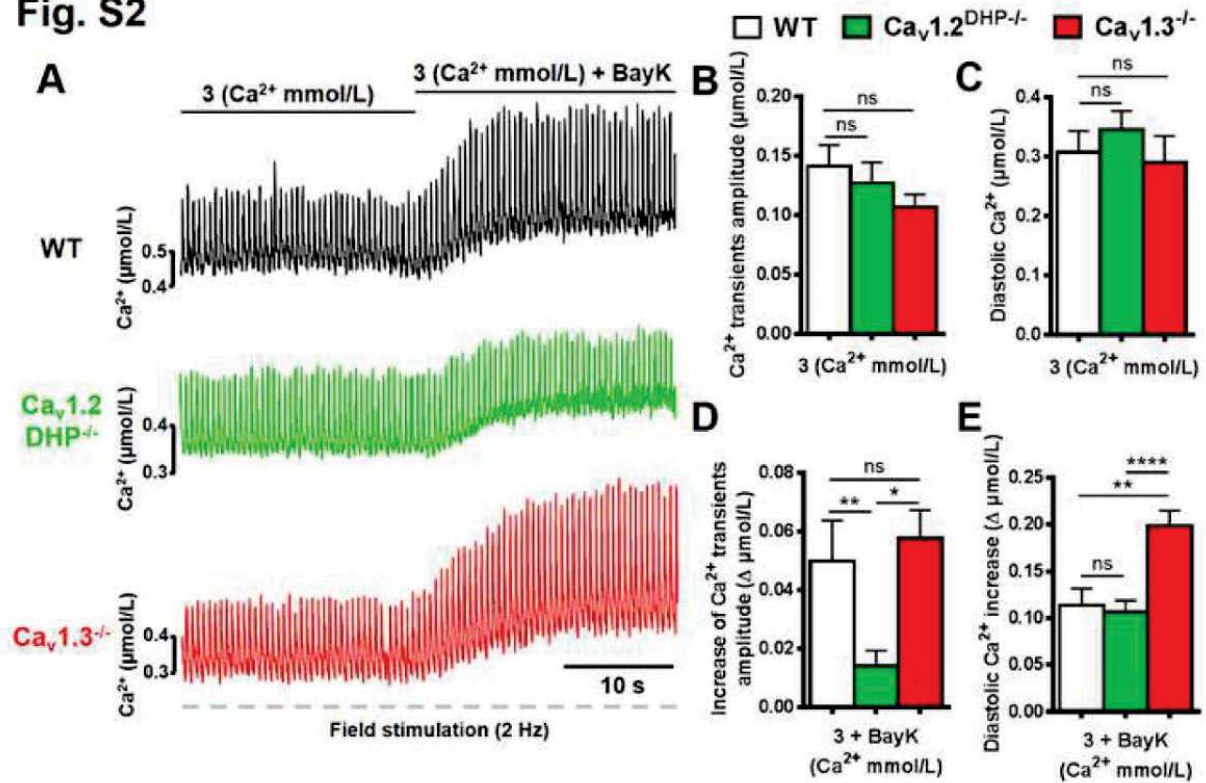 Fig. S2
WT Caᵥ1.2ᴰᴴᴾ⁻/⁻ Caᵥ1.3⁻/⁻
A
3 (Ca²⁺ mmol/L)
3 (Ca²⁺ mmol/L) + BayK
WT
Ca²⁺ (µmol/L)
0.5
0.4
Caᵥ1.2
DHP⁻/⁻
Ca²⁺ (µmol/L)
0.4
0.3
Caᵥ1.3⁻/⁻
Ca²⁺ (µmol/L)
0.4
0.3
10 s
Field stimulation (2 Hz)
B
Ca²⁺ transients amplitude (µmol/L)
0.20
0.15
0.10
0.05
0.00
ns
ns
3 (Ca²⁺ mmol/L)
C
Diastolic Ca²⁺ (µmol/L)
0.4
0.3
0.2
0.1
0.0
ns
ns
3 (Ca²⁺ mmol/L)
D
Increase of Ca²⁺ transients
amplitude (Δ µmol/L)
0.08
0.06
0.04
0.02
0.00
ns
** *
3 + BayK
(Ca²⁺ mmol/L)
E
Diastolic Ca²⁺ increase (Δ µmol/L)
0.25
0.20
0.15
0.10
0.05
0.00
****
**
ns
3 + BayK
(Ca²⁺ mmol/L)